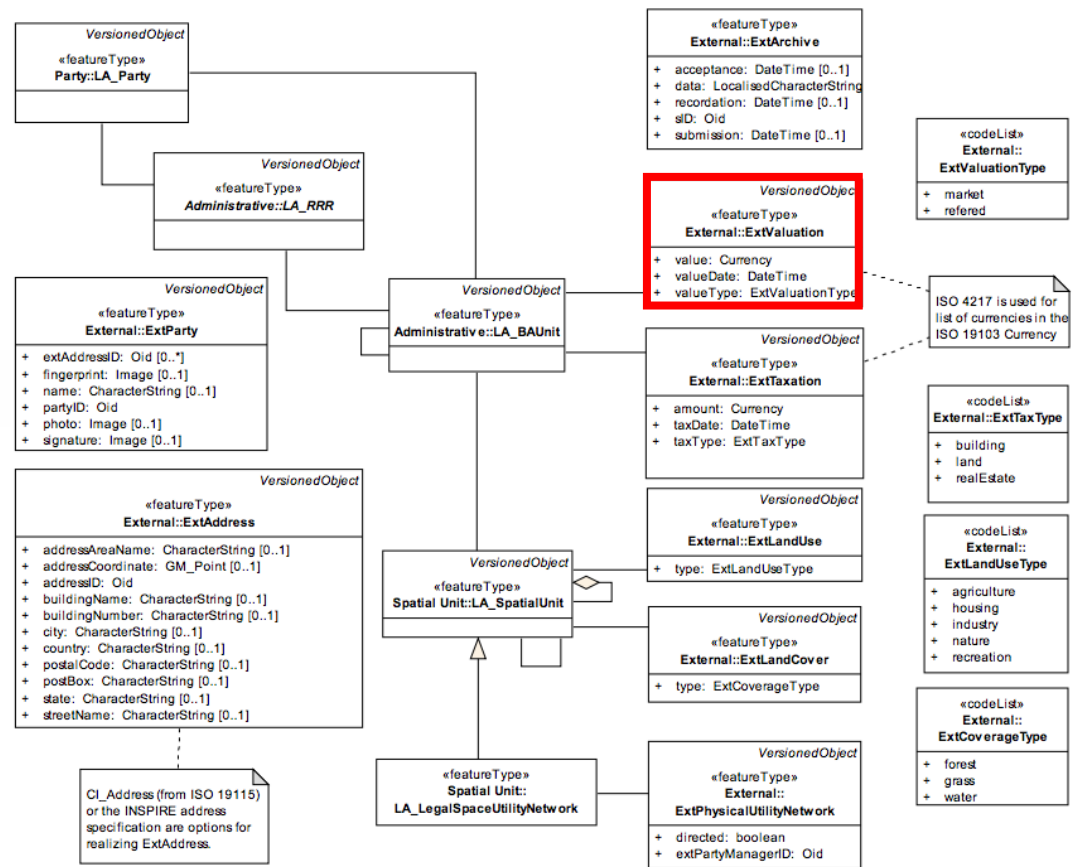 VersionedObject
«featureType»
Party::LA_Party
VersionedObject
«featureType»
Administrative::LA_RRR
VersionedObject
«featureType»
External::ExtParty
+ extAddressID: Oid [0..*]
+ fingerprint: Image [0..1]
+ name: CharacterString [0..1]
+ partyID: Oid
+ photo: Image [0..1]
+ signature: Image [0..1]
VersionedObject
«featureType»
External::ExtAddress
+ addressAreaName: CharacterString [0..1]
+ addressCoordinate: GM_Point [0..1]
+ addressID: Oid
+ buildingName: CharacterString [0..1]
+ buildingNumber: CharacterString [0..1]
+ city: CharacterString [0..1]
+ country: CharacterString [0..1]
+ postalCode: CharacterString [0..1]
+ postBox: CharacterString [0..1]
+ state: CharacterString [0..1]
+ streetName: CharacterString [0..1]
CI_Address (from ISO 19115)
or the INSPIRE address
specification are options for
realizing ExtAddress.
VersionedObject
«featureType»
Administrative::LA_BAUnit
VersionedObject
«featureType»
Spatial Unit::LA_SpatialUnit
«featureType»
Spatial Unit::
LA_LegalSpaceUtilityNetwork
«featureType»
External::ExtArchive
+ acceptance: DateTime [0..1]
+ data: LocalisedCharacterString
+ recordation: DateTime [0..1]
+ sID: Oid
+ submission: DateTime [0..1]
VersionedObject
«featureType»
External::ExtValuation
+ value: Currency
+ valueDate: DateTime
+ valueType: ExtValuationType
VersionedObject
«featureType»
External::ExtTaxation
+ amount: Currency
+ taxDate: DateTime
+ taxType: ExtTaxType
VersionedObject
«featureType»
External::ExtLandUse
+ type: ExtLandUseType
VersionedObject
«featureType»
External::ExtLandCover
+ type: ExtCoverageType
VersionedObject
«featureType»
External::
ExtPhysicalUtilityNetwork
+ directed: boolean
+ extPartyManagerID: Oid
«codeList»
External::
ExtValuationType
+ market
+ refered
ISO 4217 is used for
list of currencies in the
ISO 19103 Currency
«codeList»
External::ExtTaxType
+ building
+ land
+ realEstate
«codeList»
External::
ExtLandUseType
+ agriculture
+ housing
+ industry
+ nature
+ recreation
«codeList»
External::
ExtCoverageType
+ forest
+ grass
+ water